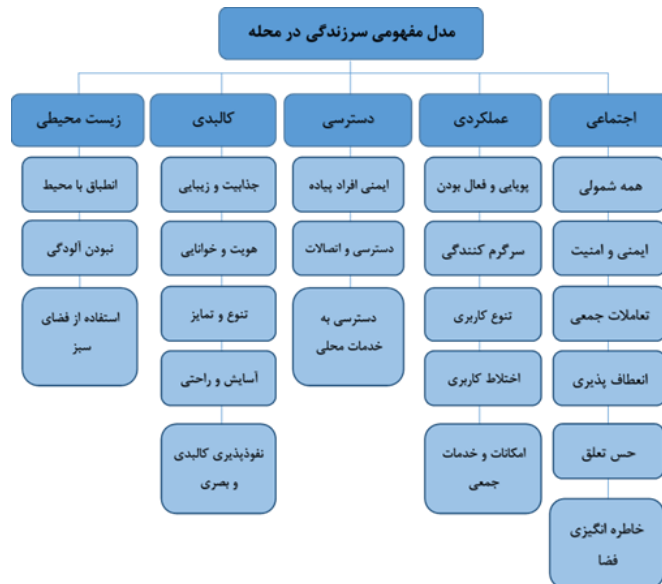 مدل مفهومی سرزندگی در محله
اجتماعی
عملکردی
دسترسی
کالبدی
زیست محیطی
همه شمولی
ایمنی و امنیت
تعاملات جمعی
انعطاف پذیری
حس تعلق
خاطره انگیزی
فضا
پویایی و فعال بودن
سرگرم کنندگی
تنوع کاربری
اختلاط کاربری
امکانات و خدمات
جمعی
ایمنی افراد پیاده
دسترسی و اتصالات
دسترسی به
خدمات محلی
جذابیت و زیبایی
هویت و خوانایی
تنوع و تمایز
آسایش و راحتی
نفوذپذیری کالبدی
و بصری
انطباق با محیط
نبودن آلودگی
استفاده از فضای
سبز